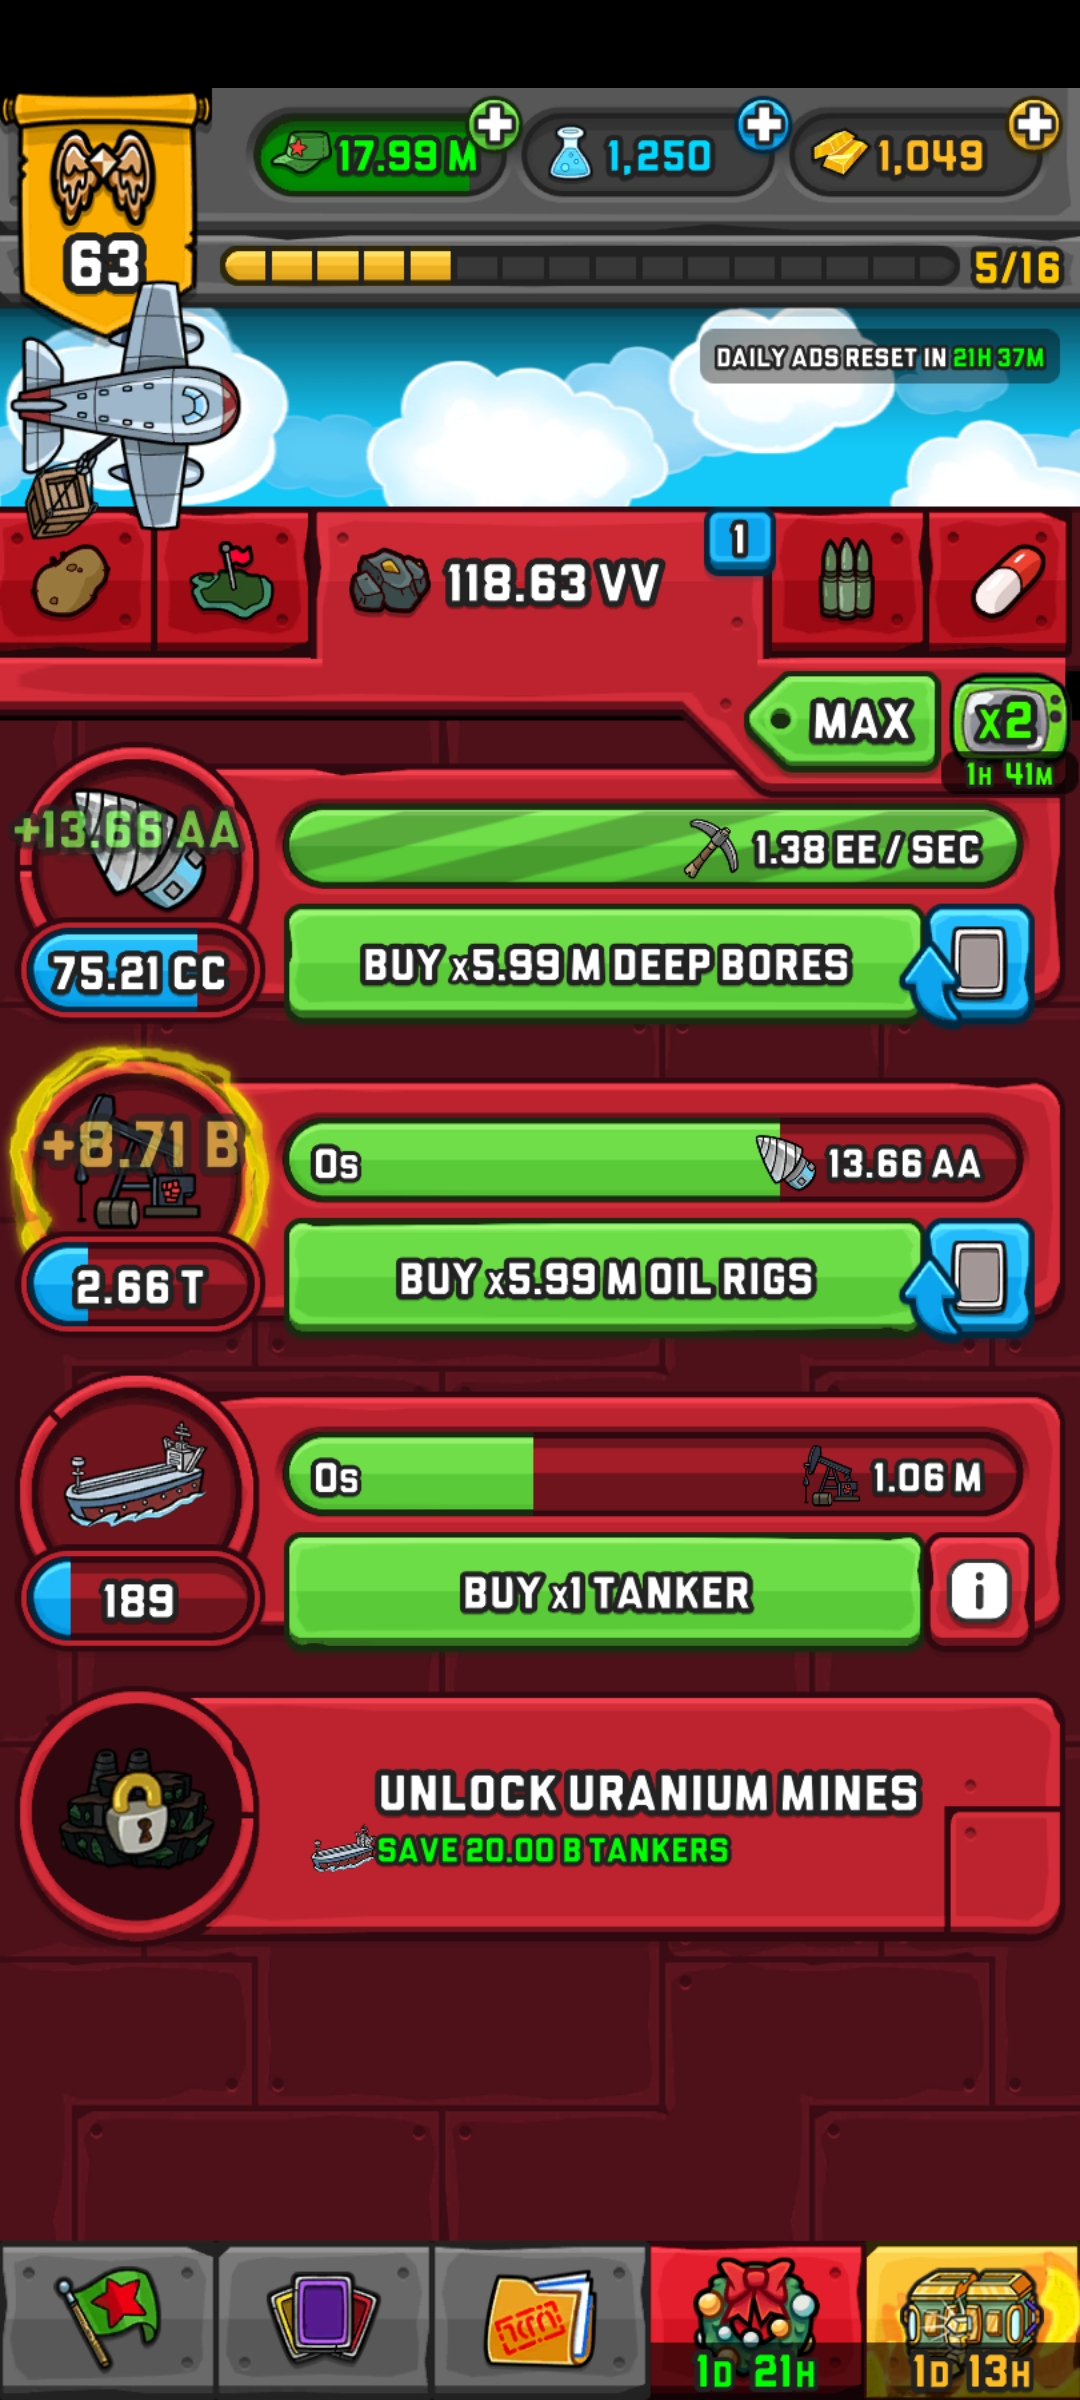 17.99 M
1,250
1,049
63
5/16
DAILY ADS RESET IN 21H 37M
118.63 VV
1
MAX
x2
1H 41M
+13.66 AA
1.38 EE / SEC
75.21 CC
BUY x5.99 M DEEP BORES
+8.71 B
0s
13.66 AA
2.66 T
BUY x5.99 M OIL RIGS
0s
1.06 M
189
BUY x1 TANKER
i
UNLOCK URANIUM MINES
SAVE 20.00 B TANKERS
1D 21H
1D 13H